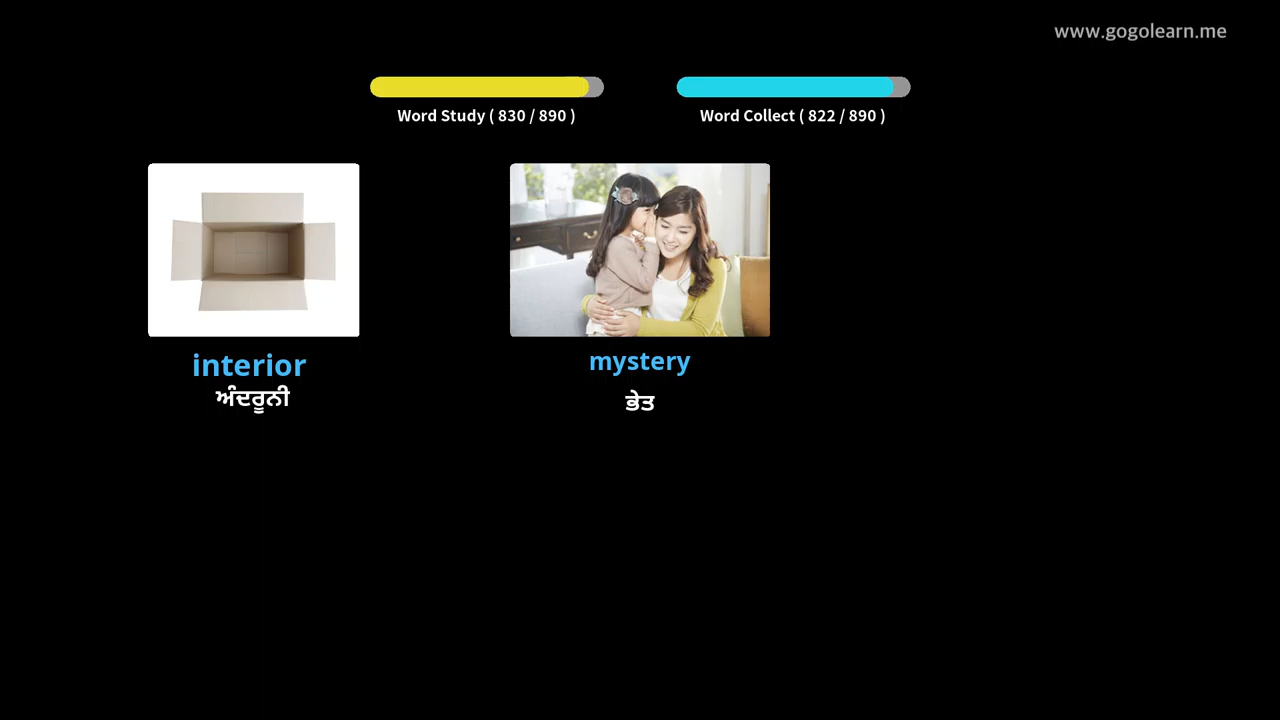 www.gogolearn.me
Word Study ( 830 / 890 )
Word Collect ( 822 / 890 )
interior
ਅੰਦਰੂਨੀ
mystery
ਭੇਤ